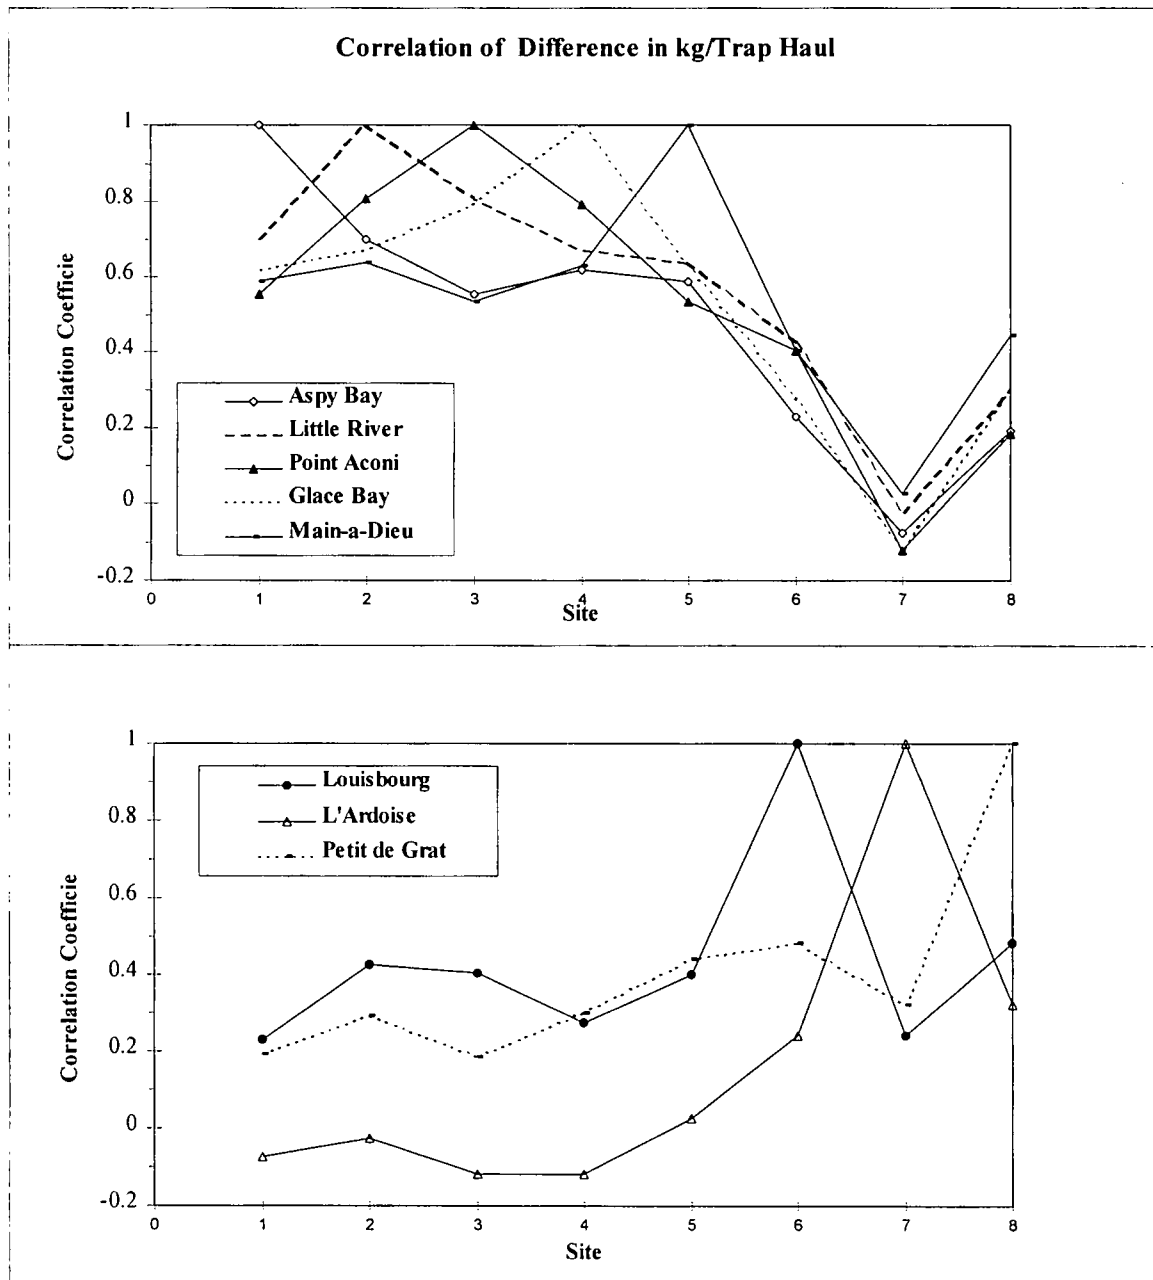 Correlation of Difference in kg/Trap Haul
Correlation Coefficie
1
0.8
0.6
0.4
0.2
0
-0.2
Aspy Bay
Little River
Point Aconi
Glace Bay
Main-a-Dieu
0 1 2 3 4 5 6 7 8
Site
Correlation Coefficie
1
0.8
0.6
0.4
0.2
0
-0.2
Louisbourg
L'Ardoise
Petit de Grat
0 1 2 3 4 5 6 7 8
Site